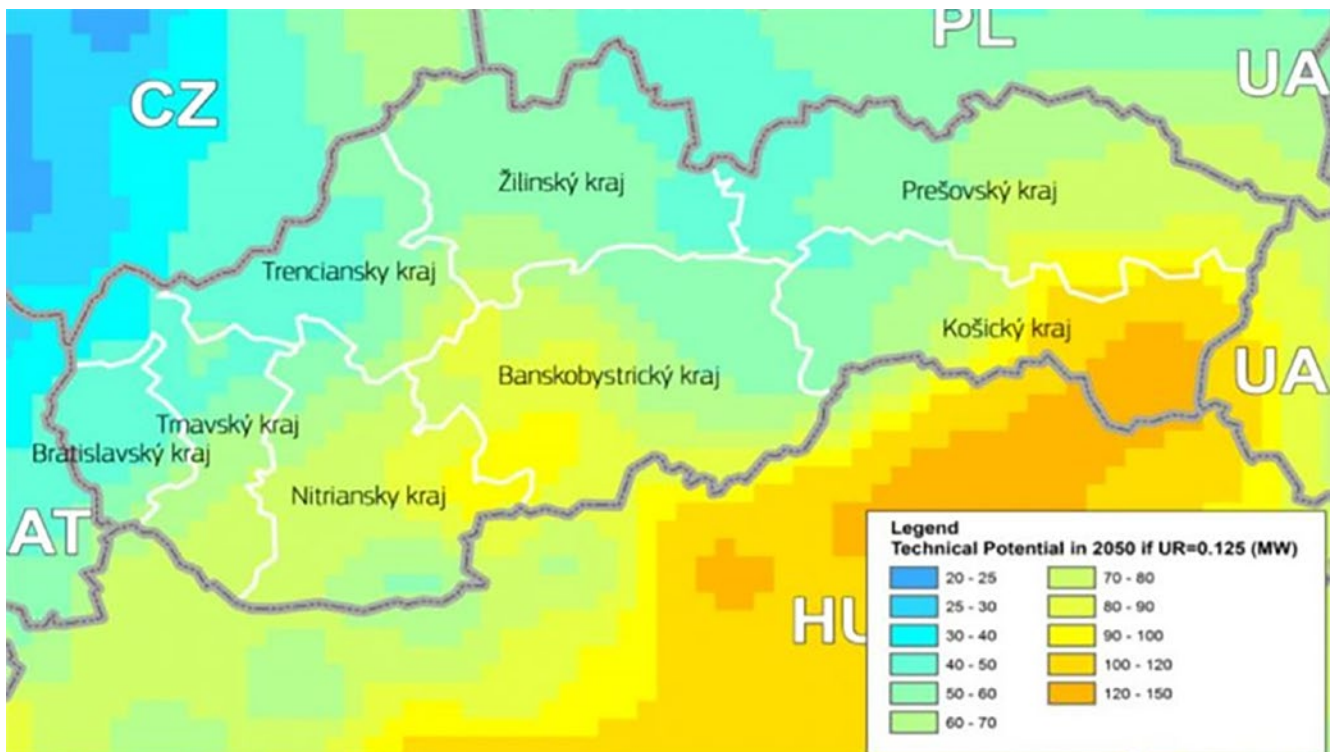 PL
UA
CZ
Žilinský kraj
Prešovský kraj
Trenciansky kraj
Košický kraj
Banskobystrický kraj
UA
Trnavský kraj
Bratislavský kraj
Nitriansky kraj
AT
HU
Legend
Technical Potential in 2050 if UR=0.125 (MW)
20 - 25
25 - 30
30 - 40
40 - 50
50 - 60
60 - 70
70 - 80
80 - 90
90 - 100
100 - 120
120 - 150